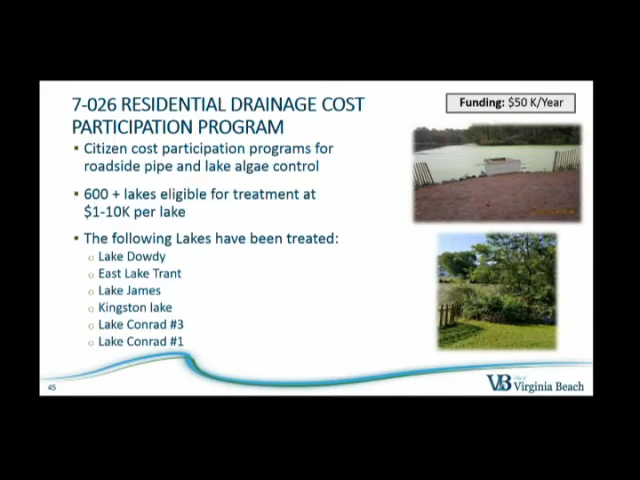 7-026 RESIDENTIAL DRAINAGE COST
PARTICIPATION PROGRAM
Funding: $50 K/Year
• Citizen cost participation programs for
roadside pipe and lake algae control
• 600 + lakes eligible for treatment at
$1-10K per lake
• The following Lakes have been treated:
o Lake Dowdy
o East Lake Trant
o Lake James
o Kingston lake
o Lake Conrad #3
o Lake Conrad #1
45
VB City of
Virginia Beach